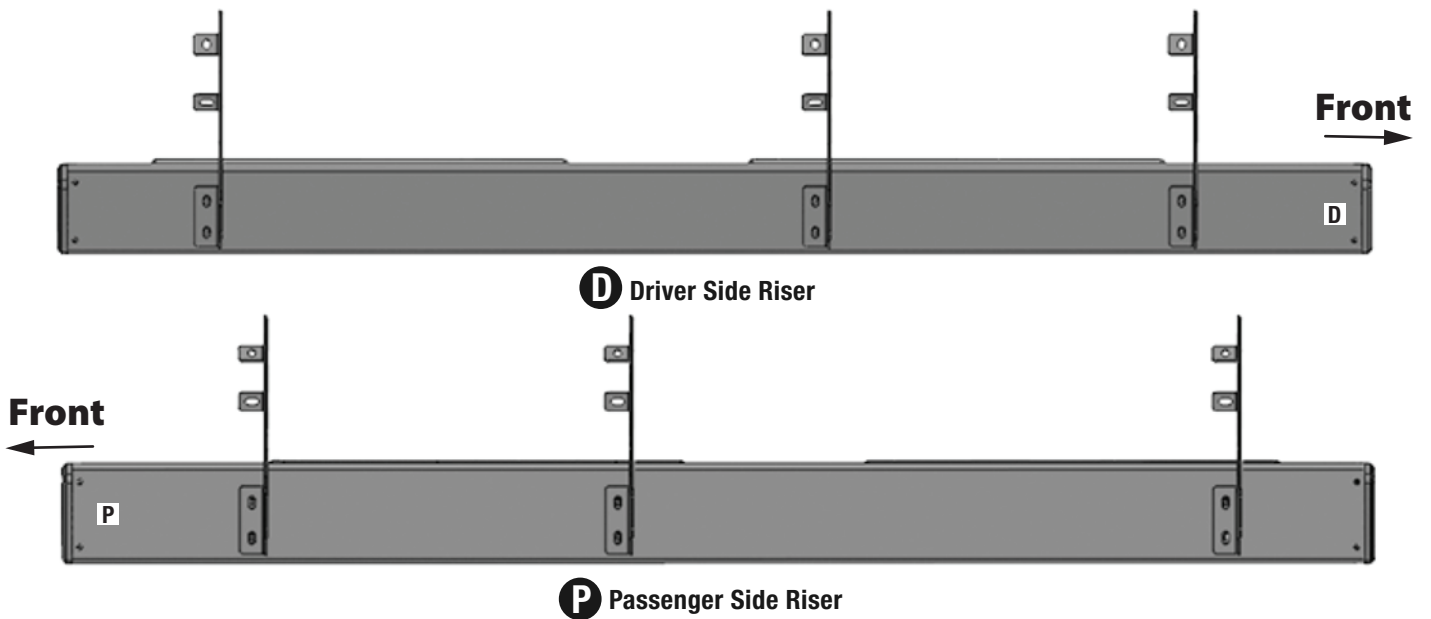 Front
D
D Driver Side Riser
Front
P
P Passenger Side Riser